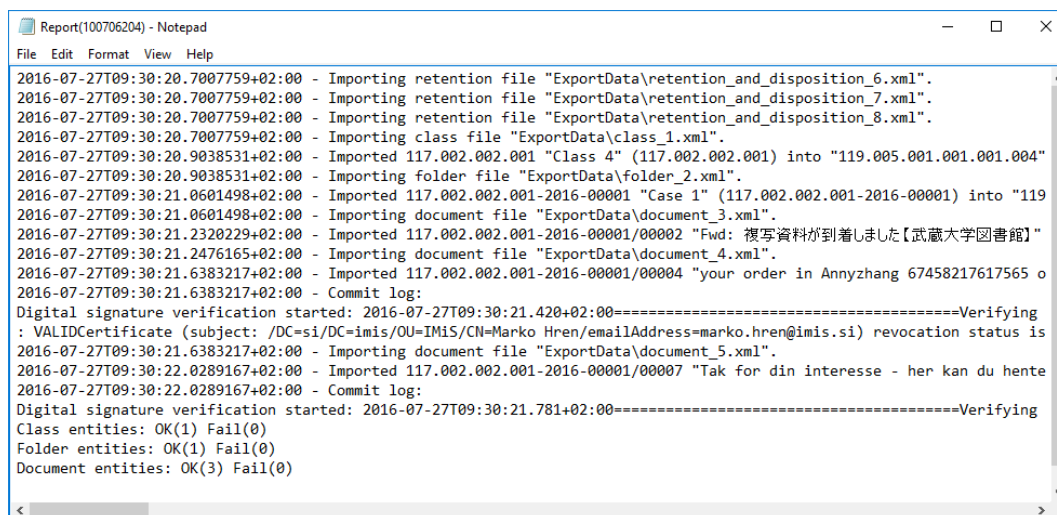 Report(100706204) - Notepad
File Edit Format View Help
2016-07-27T09:30:20.7007759+02:00 - Importing retention file "ExportData\retention_and_disposition_6.xml".
2016-07-27T09:30:20.7007759+02:00 - Importing retention file "ExportData\retention_and_disposition_7.xml".
2016-07-27T09:30:20.7007759+02:00 - Importing retention file "ExportData\retention_and_disposition_8.xml".
2016-07-27T09:30:20.7007759+02:00 - Importing class file "ExportData\class_1.xml".
2016-07-27T09:30:20.9038531+02:00 - Imported 117.002.002.001 "Class 4" (117.002.002.001) into "119.005.001.001.001.004"
2016-07-27T09:30:20.9038531+02:00 - Importing folder file "ExportData\folder_2.xml".
2016-07-27T09:30:21.0601498+02:00 - Imported 117.002.002.001-2016-00001 "Case 1" (117.002.002.001-2016-00001) into "119
2016-07-27T09:30:21.0601498+02:00 - Importing document file "ExportData\document_3.xml".
2016-07-27T09:30:21.2320229+02:00 - Imported 117.002.002.001-2016-00001/00002 "Fwd: 複写資料が到着しました【武蔵大学図書館】"
2016-07-27T09:30:21.2476165+02:00 - Importing document file "ExportData\document_4.xml".
2016-07-27T09:30:21.6383217+02:00 - Imported 117.002.002.001-2016-00001/00004 "your order in Annyzhang 67458217617565 o
2016-07-27T09:30:21.6383217+02:00 - Commit log:
Digital signature verification started: 2016-07-27T09:30:21.420+02:00========================================Verifying
: VALIDCertificate (subject: /DC=si/DC=imis/OU=IMiS/CN=Marko Hren/emailAddress=marko.hren@imis.si) revocation status is
2016-07-27T09:30:21.6383217+02:00 - Importing document file "ExportData\document_5.xml".
2016-07-27T09:30:22.0289167+02:00 - Imported 117.002.002.001-2016-00001/00007 "Tak for din interesse - her kan du hente
2016-07-27T09:30:22.0289167+02:00 - Commit log:
Digital signature verification started: 2016-07-27T09:30:21.781+02:00========================================Verifying
Class entities: OK(1) Fail(0)
Folder entities: OK(1) Fail(0)
Document entities: OK(3) Fail(0)